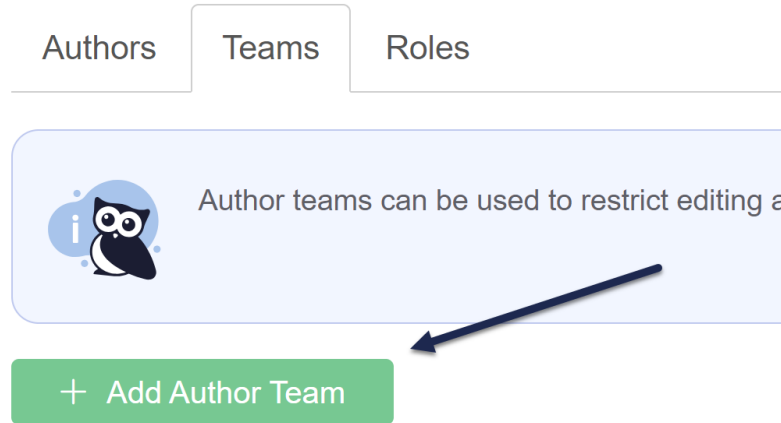 Authors Teams Roles
i
Author teams can be used to restrict editing
+ Add Author Team